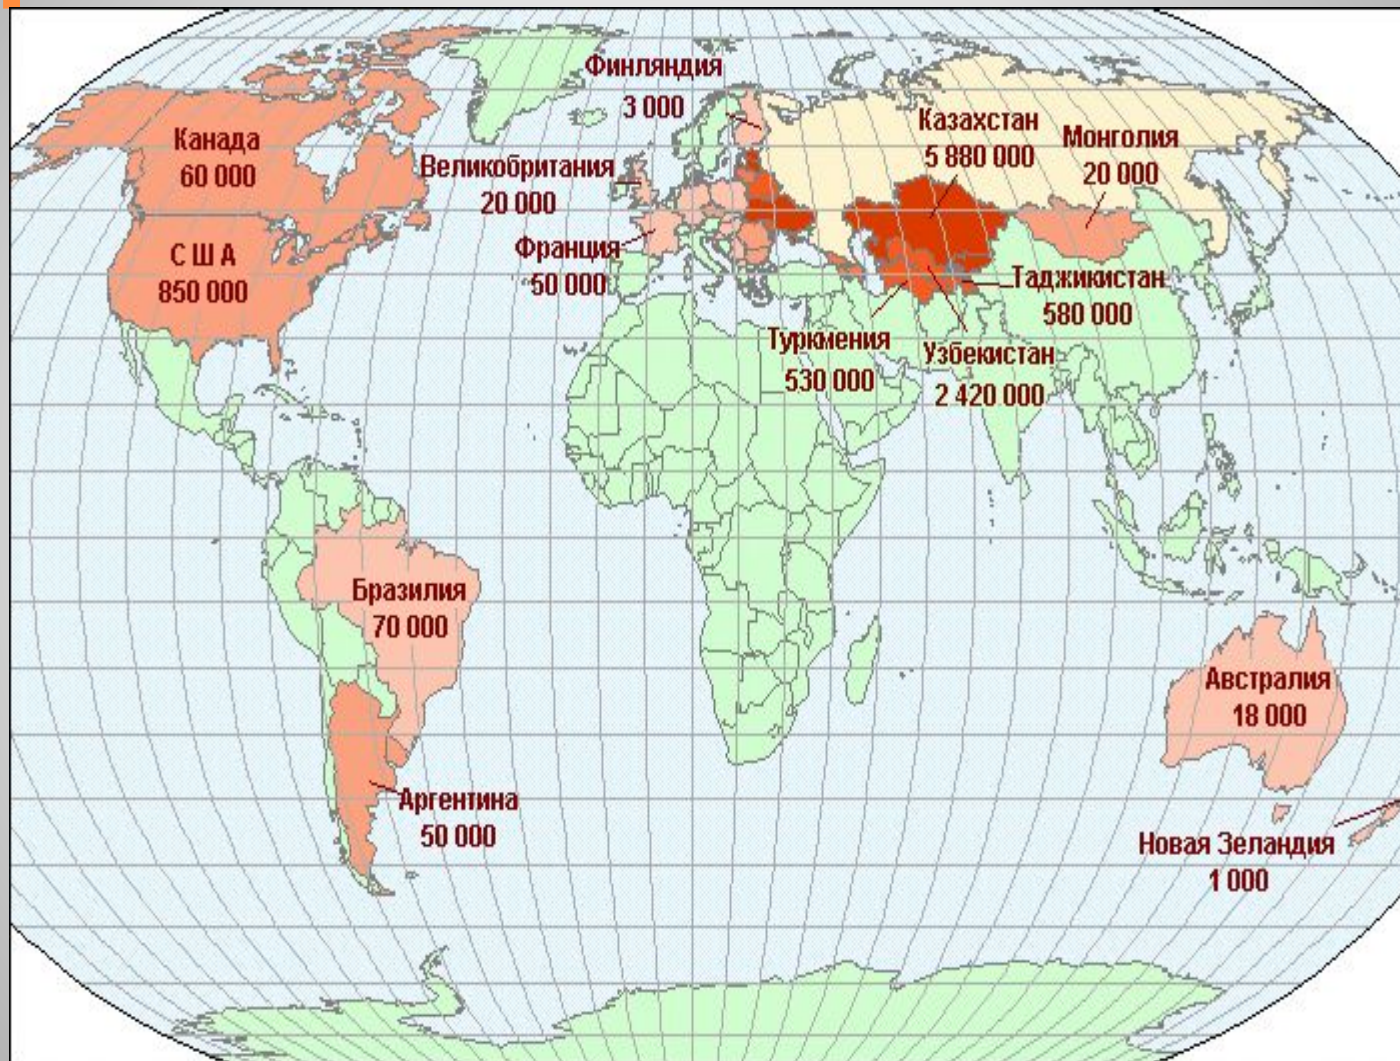 Финляндия
3 000
Канада
60 000
Великобритания
20 000
Казахстан
5 880 000
Монголия
20 000
США
850 000
Франция
50 000
Таджикистан
580 000
Туркмения
530 000
Узбекистан
2 420 000
Бразилия
70 000
Австралия
18 000
Аргентина
50 000
Новая Зеландия
1 000